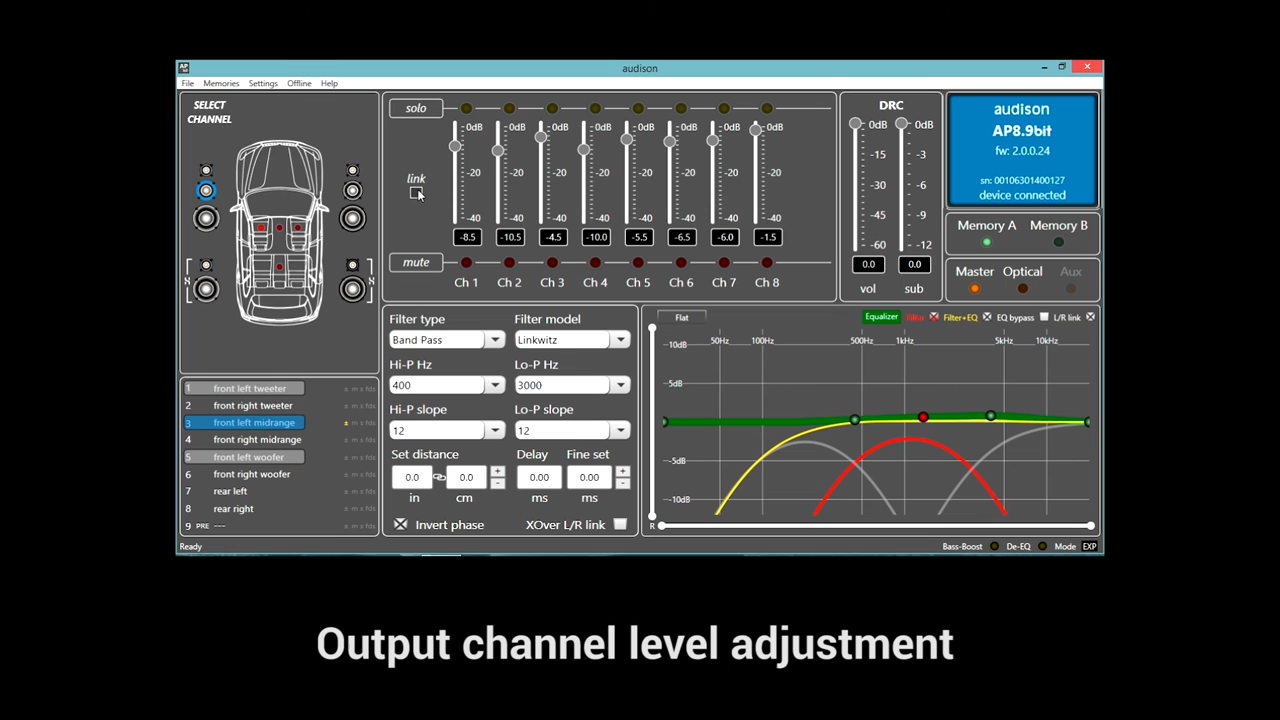 AP
audison
File Memories Settings Offline Help
SELECT
CHANNEL
solo
0dB 0dB 0dB 0dB 0dB 0dB 0dB 0dB
link
-20 -20 -20 -20 -20 -20 -20 -20
-40 -40 -40 -40 -40 -40 -40 -40
-8.5 -10.5 -4.5 -10.0 -5.5 -6.5 -6.0 -1.5
mute
Ch 1 Ch 2 Ch 3 Ch 4 Ch 5 Ch 6 Ch 7 Ch 8
DRC
0dB 0dB
-15 -3
-30 -6
-45 -9
-60 -12
0.0 0.0
vol sub
audison
AP8.9bit
fw: 2.0.0.24
sn: 00106301400127
device connected
Memory A Memory B
Master Optical Aux
1 front left tweeter ± m s fds
2 front right tweeter
3 front left midrange ±
4 front right midrange
5 front left woofer ± m s fds
6 front right woofer
7 rear left
8 rear right
9 PRE --- ± m s fds
Filter type Filter model
Band Pass Linkwitz
Hi-P Hz Lo-P Hz
400 3000
Hi-P slope Lo-P slope
12 12
Set distance Delay Fine set
0.0 0.0 + - 0.00 0.00 + -
in cm ms ms
Invert phase XOver L/R link
Flat Equalizer Filter Filter+EQ EQ bypass L/R link
50Hz 100Hz 500Hz 1kHz 5kHz 10kHz
-10dB
-5dB
-5dB
-10dB
R
Ready Bass-Boost De-EQ Mode EXP
Output channel level adjustment